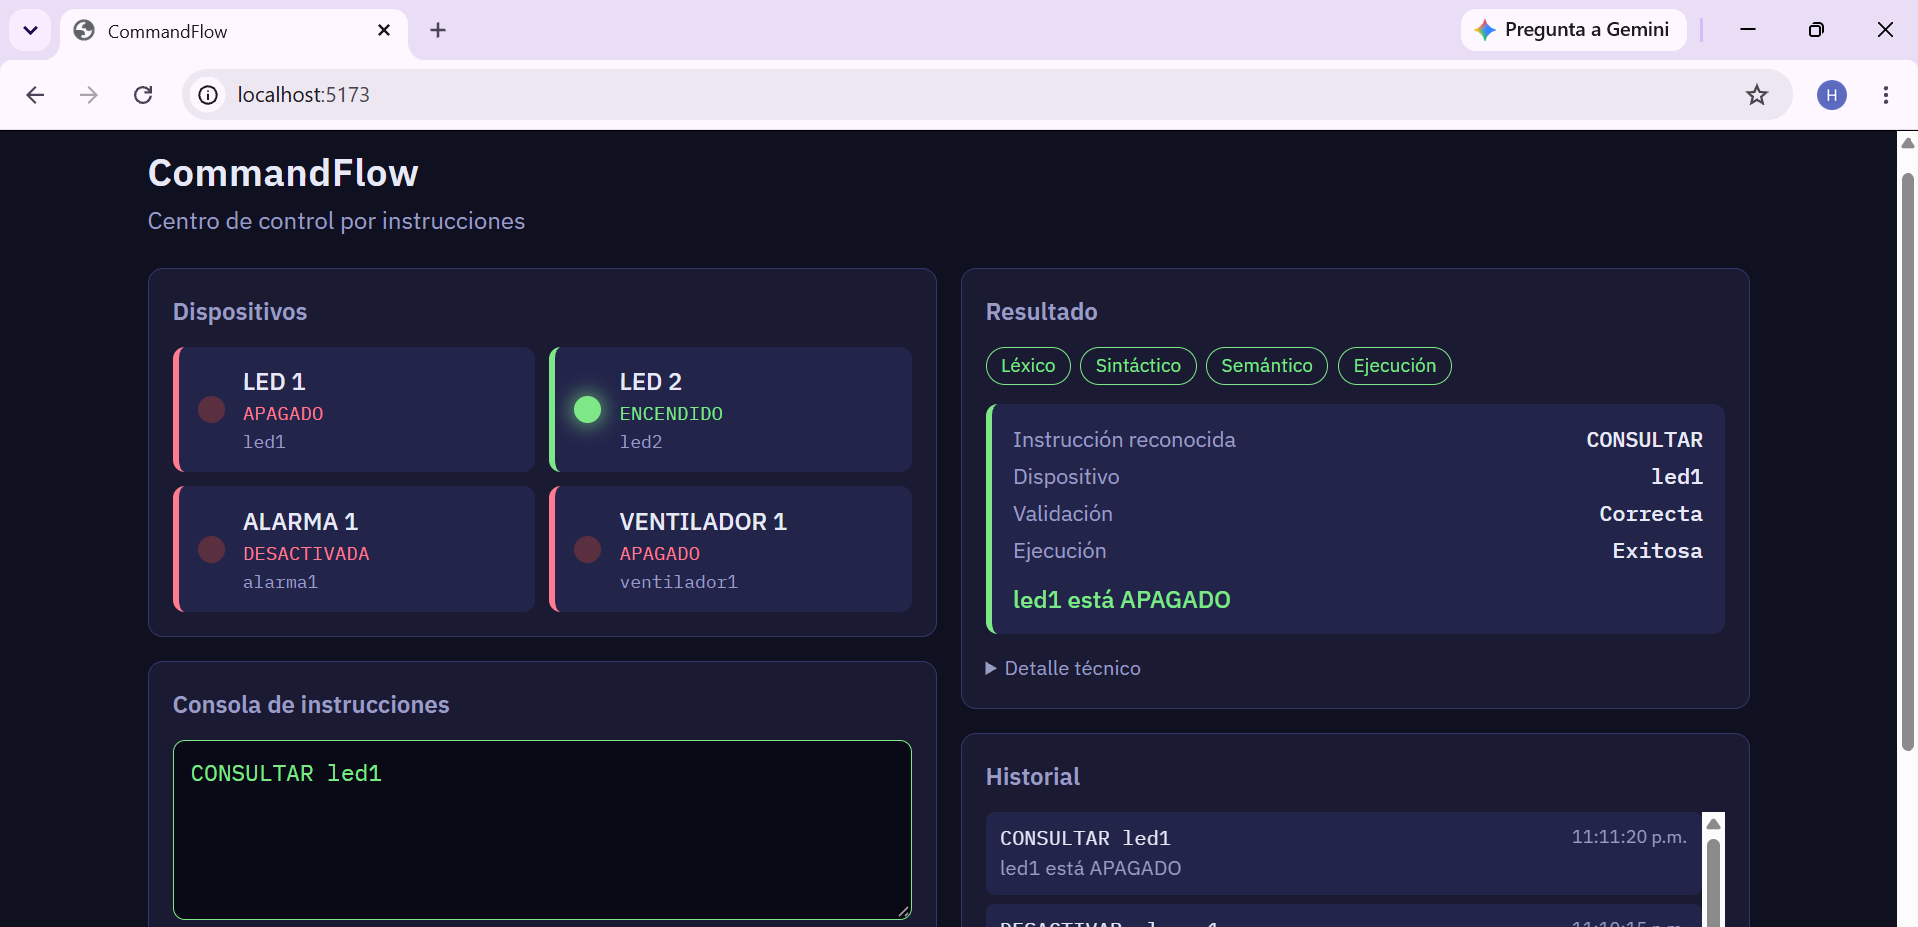 CommandFlow
Pregunta a Gemini
localhost:5173
H
CommandFlow
Centro de control por instrucciones
Dispositivos
LED 1
APAGADO
led1
LED 2
ENCENDIDO
led2
ALARMA 1
DESACTIVADA
alarma1
VENTILADOR 1
APAGADO
ventilador1
Consola de instrucciones
CONSULTAR led1
Resultado
Léxico Sintáctico Semántico Ejecución
Instrucción reconocida CONSULTAR
Dispositivo led1
Validación Correcta
Ejecución Exitosa
led1 está APAGADO
Detalle técnico
Historial
CONSULTAR led1 11:11:20 p.m.
led1 está APAGADO